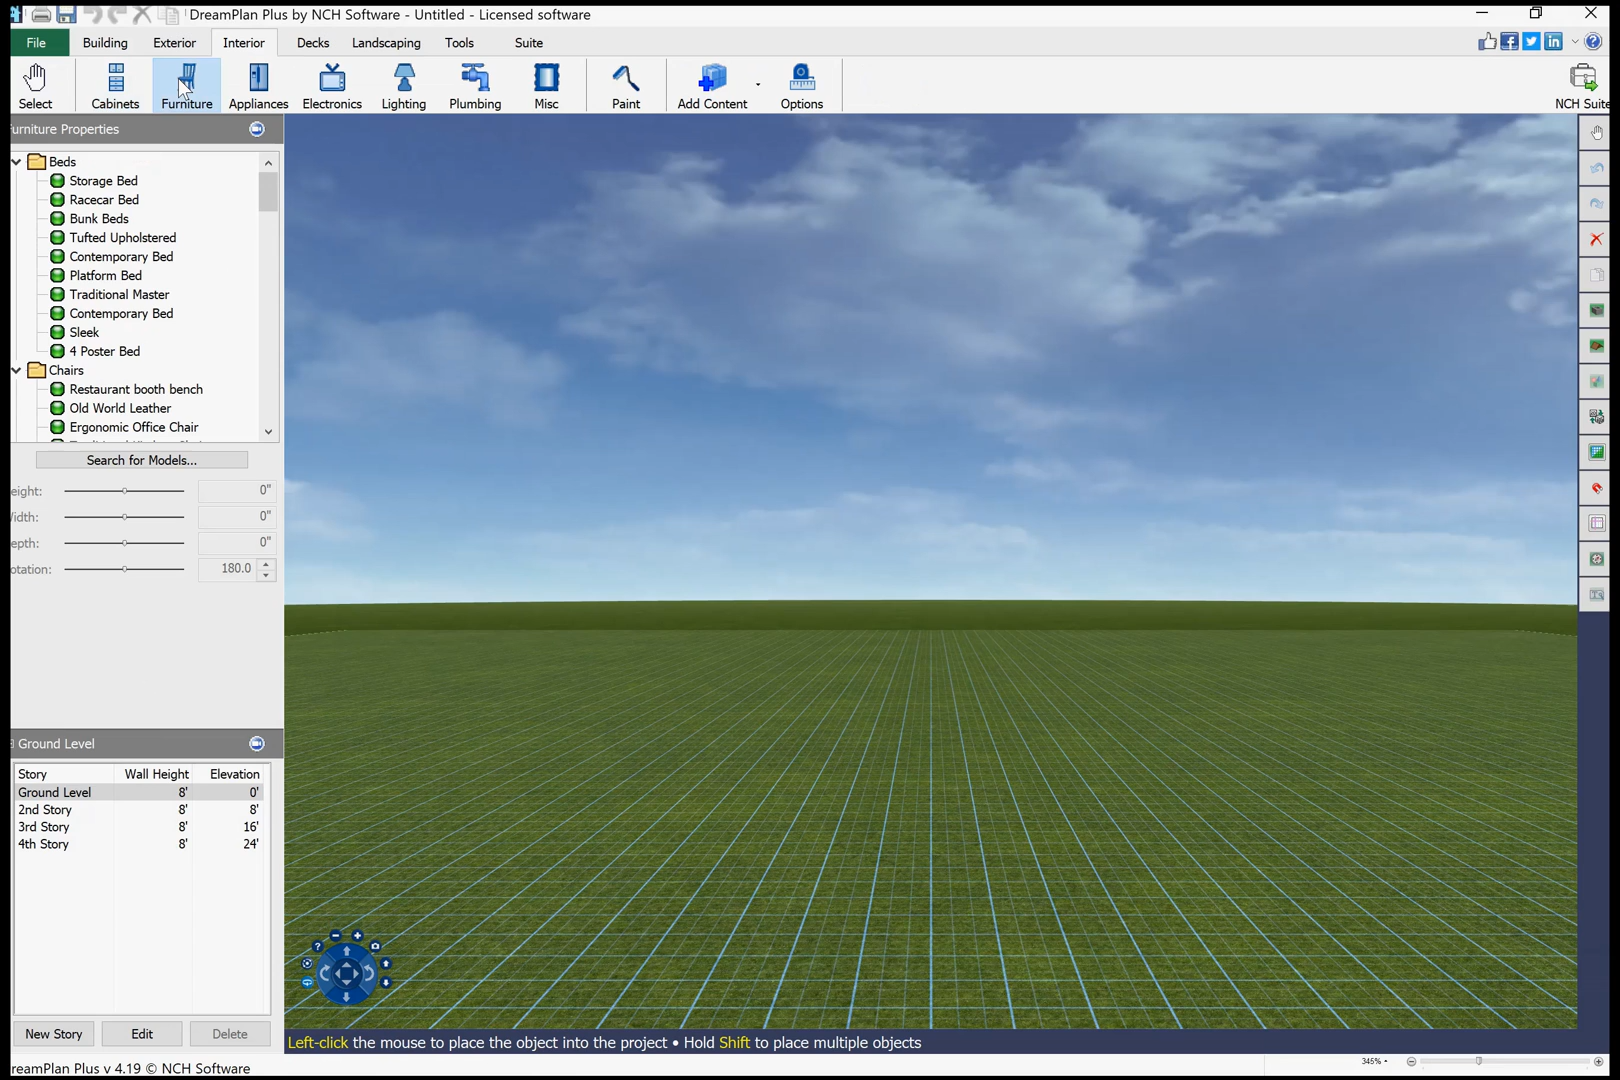 DreamPlan Plus by NCH Software - Untitled - Licensed software
File Building Exterior Interior Decks Landscaping Tools Suite
Select Cabinets Furniture Appliances Electronics Lighting Plumbing Misc Paint Add Content Options NCH Suite
urniture Properties
Beds
Storage Bed
Racecar Bed
Bunk Beds
Tufted Upholstered
Contemporary Bed
Platform Bed
Traditional Master
Contemporary Bed
Sleek
4 Poster Bed
Chairs
Restaurant booth bench
Old World Leather
Ergonomic Office Chair
Search for Models...
eight: 0"
Vidth: 0"
epth: 0"
otation: 180.0
Ground Level
Story Wall Height Elevation
Ground Level 8' 0'
2nd Story 8' 8'
3rd Story 8' 16'
4th Story 8' 24'
New Story Edit Delete
Left-click the mouse to place the object into the project • Hold Shift to place multiple objects
reamPlan Plus v 4.19 © NCH Software
345%